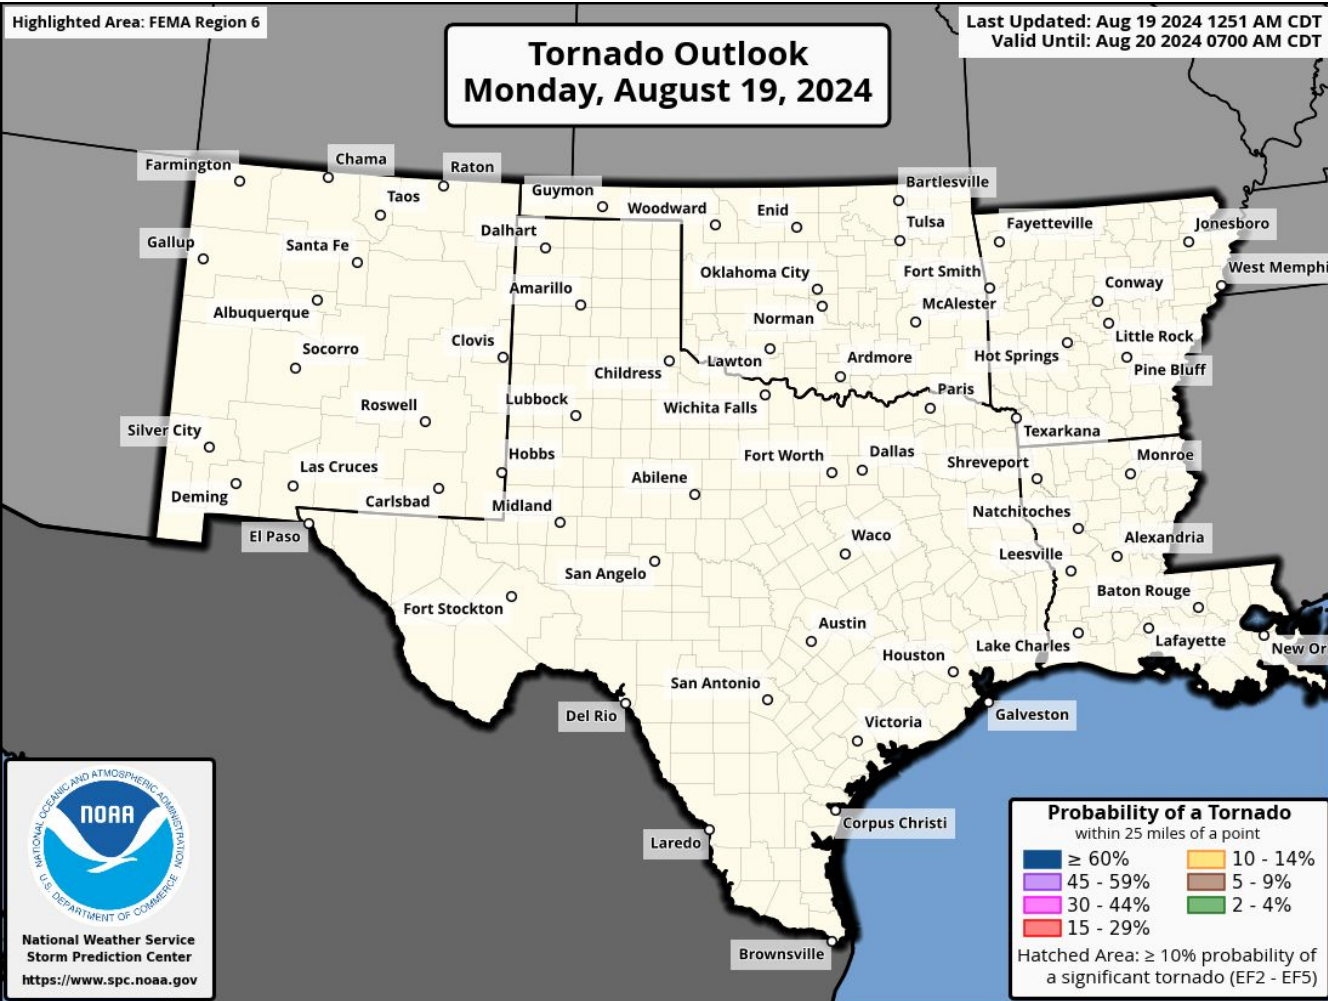 Highlighted Area: FEMA Region 6
Last Updated: Aug 19 2024 1251 AM CDT
Valid Until: Aug 20 2024 0700 AM CDT
Tornado Outlook
Monday, August 19, 2024
Farmington
Chama
Raton
Taos
Guymon
Woodward
Enid
Bartlesville
Tulsa
Fayetteville
Jonesboro
Gallup
Santa Fe
Dalhart
Oklahoma City
Fort Smith
West Memphi
Amarillo
Conway
Albuquerque
Norman
McAlester
Socorro
Clovis
Little Rock
Childress
Lawton
Ardmore
Hot Springs
Pine Bluff
Roswell
Lubbock
Wichita Falls
Paris
Silver City
Texarkana
Las Cruces
Hobbs
Abilene
Fort Worth
Dallas
Shreveport
Monroe
Deming
Carlsbad
Midland
Natchitoches
El Paso
Waco
Alexandria
San Angelo
Leesville
Fort Stockton
Baton Rouge
Austin
Lake Charles
Lafayette
New Or
Houston
San Antonio
Del Rio
Victoria
Galveston
Corpus Christi
Laredo
Brownsville
NATIONAL OCEANIC AND ATMOSPHERIC ADMINISTRATION
NOAA
U.S. DEPARTMENT OF COMMERCE
National Weather Service
Storm Prediction Center
https://www.spc.noaa.gov
Probability of a Tornado
within 25 miles of a point
≥ 60%
45 - 59%
30 - 44%
15 - 29%
10 - 14%
5 - 9%
2 - 4%
Hatched Area: ≥ 10% probability of
a significant tornado (EF2 - EF5)